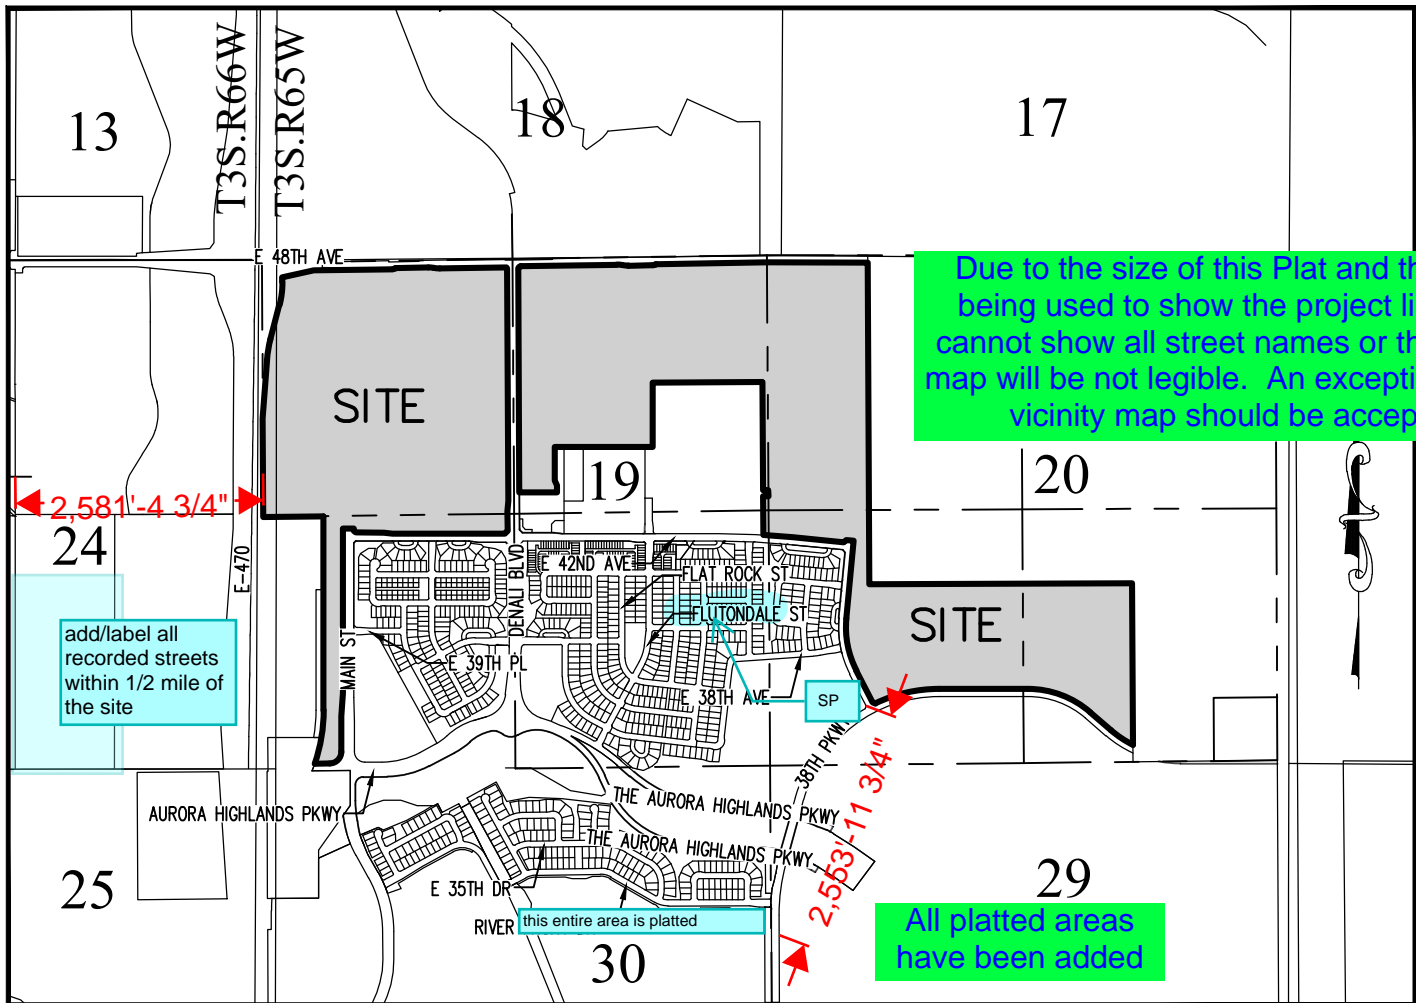 13
T3S.R66W
T3S.R65W
18
17
E 48TH AVE
Due to the size of this Plat and th
being used to show the project li
cannot show all street names or th
map will be not legible. An excepti
vicinity map should be accep
SITE
19
20
2,581'-4 3/4"
24
E-470
add/label all
recorded streets
within 1/2 mile of
the site
MAIN ST
DENALI BLVD
E 42ND AVE
FLAT ROCK ST
FLUTONDALE ST
E 39TH PL
E 38TH AVE
SP
SITE
38TH PKWY
2,553'-11 3/4"
AURORA HIGHLANDS PKWY
THE AURORA HIGHLANDS PKWY
THE AURORA HIGHLANDS PKWY
25
E 35TH DR
29
this entire area is platted
RIVER
30
All platted areas
have been added